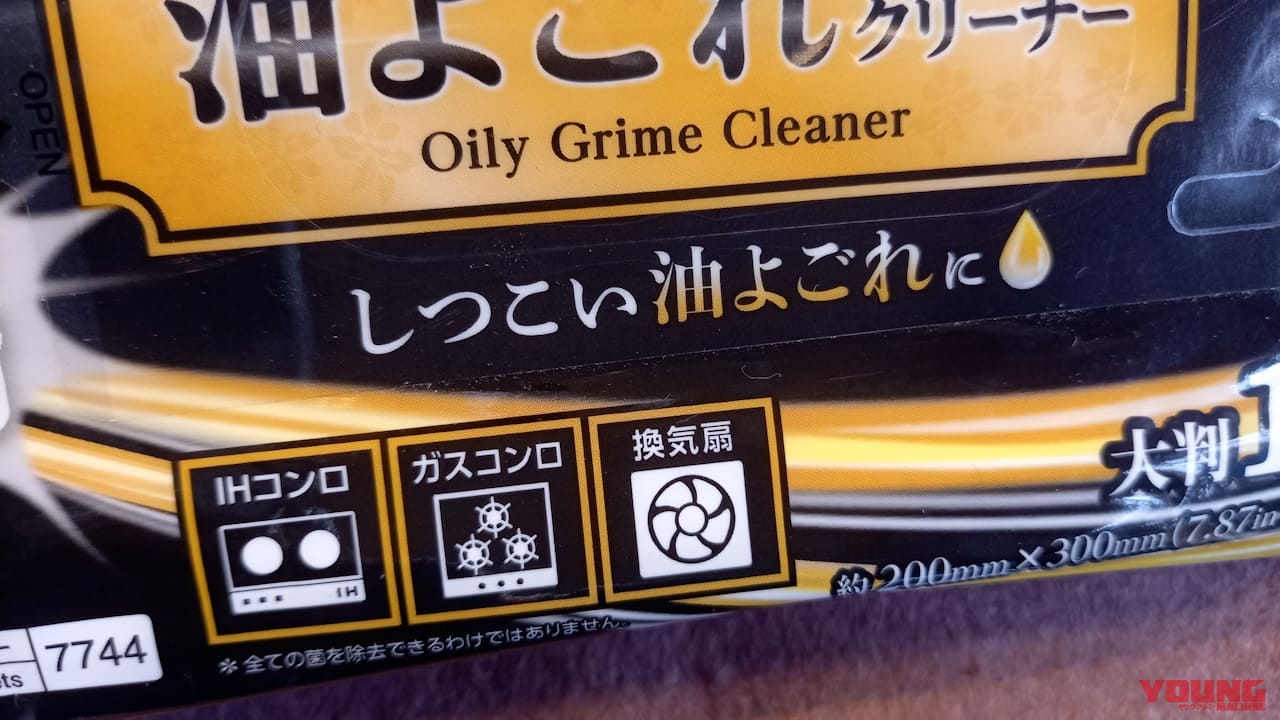 油よごれクリーナー
OPEN
Oily Grime Cleaner
しつこい油よごれに
IHコンロ
ガスコンロ
換気扇
IH
大判
約200mm×300mm(7.87in
7744
※全ての菌を除去できるわけではありません。
YOUNG
MACHINE